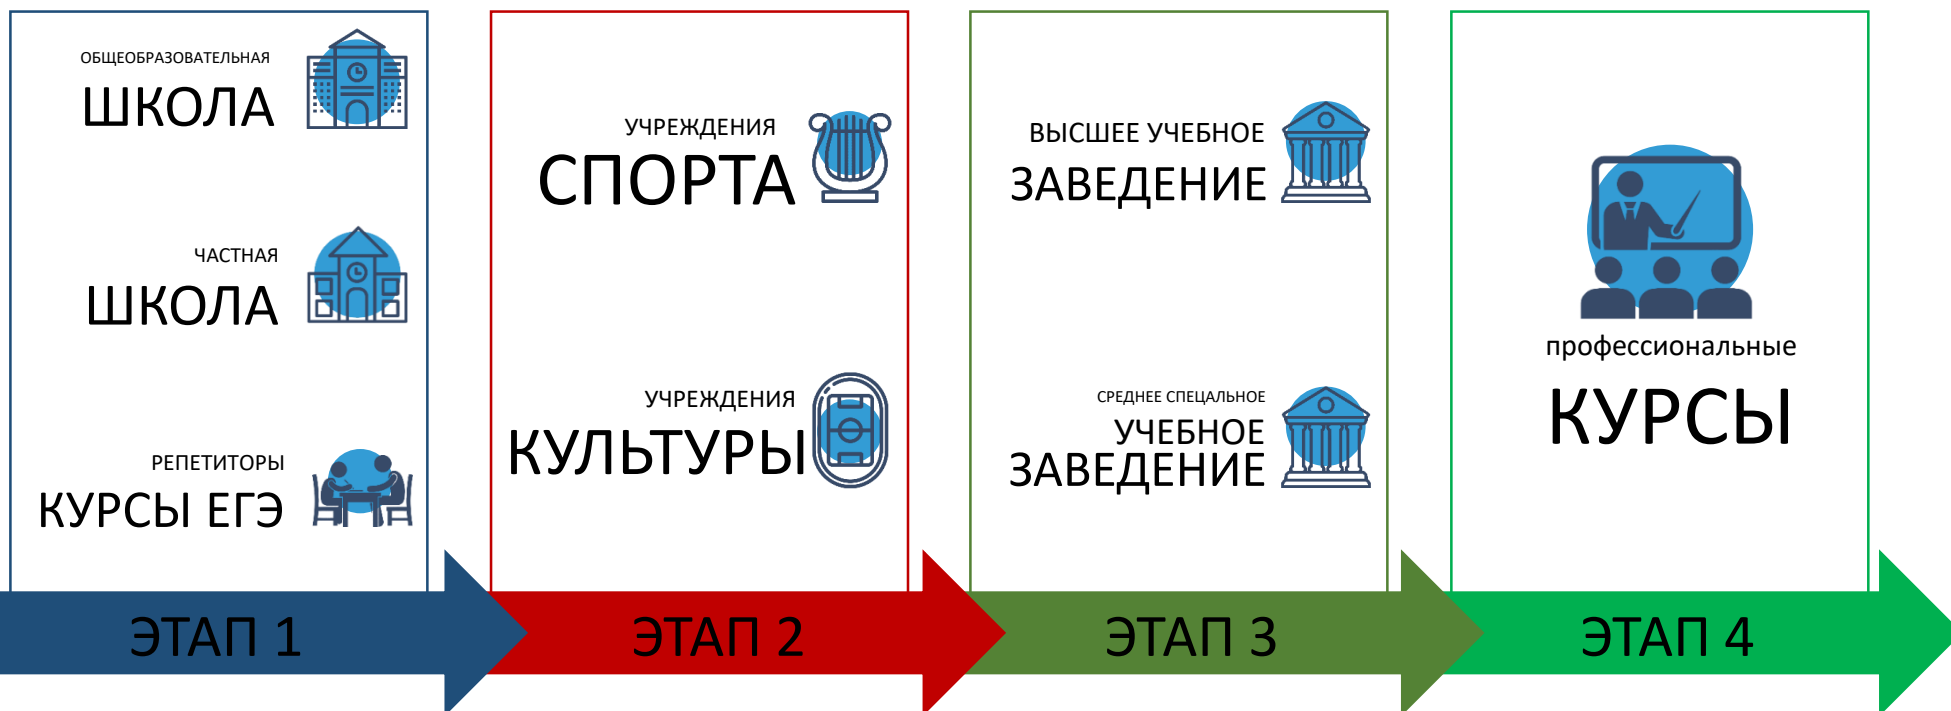 ОБЩЕОБРАЗОВАТЕЛЬНАЯ
ШКОЛА
ЧАСТНАЯ
ШКОЛА
РЕПЕТИТОРЫ
КУРСЫ ЕГЭ
ЭТАП 1
УЧРЕЖДЕНИЯ
СПОРТА
УЧРЕЖДЕНИЯ
КУЛЬТУРЫ
ЭТАП 2
ВЫСШЕЕ УЧЕБНОЕ
ЗАВЕДЕНИЕ
СРЕДНЕЕ СПЕЦАЛЬНОЕ
УЧЕБНОЕ
ЗАВЕДЕНИЕ
ЭТАП 3
профессиональные
КУРСЫ
ЭТАП 4